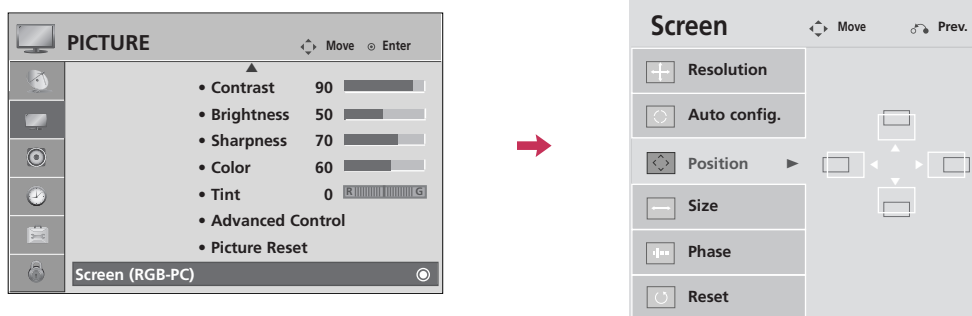 PICTURE Move Enter
• Contrast 90
• Brightness 50
• Sharpness 70
• Color 60
• Tint 0 R G
• Advanced Control
• Picture Reset
Screen (RGB-PC)
Screen Move Prev.
Resolution
Auto config.
Position
Size
Phase
Reset